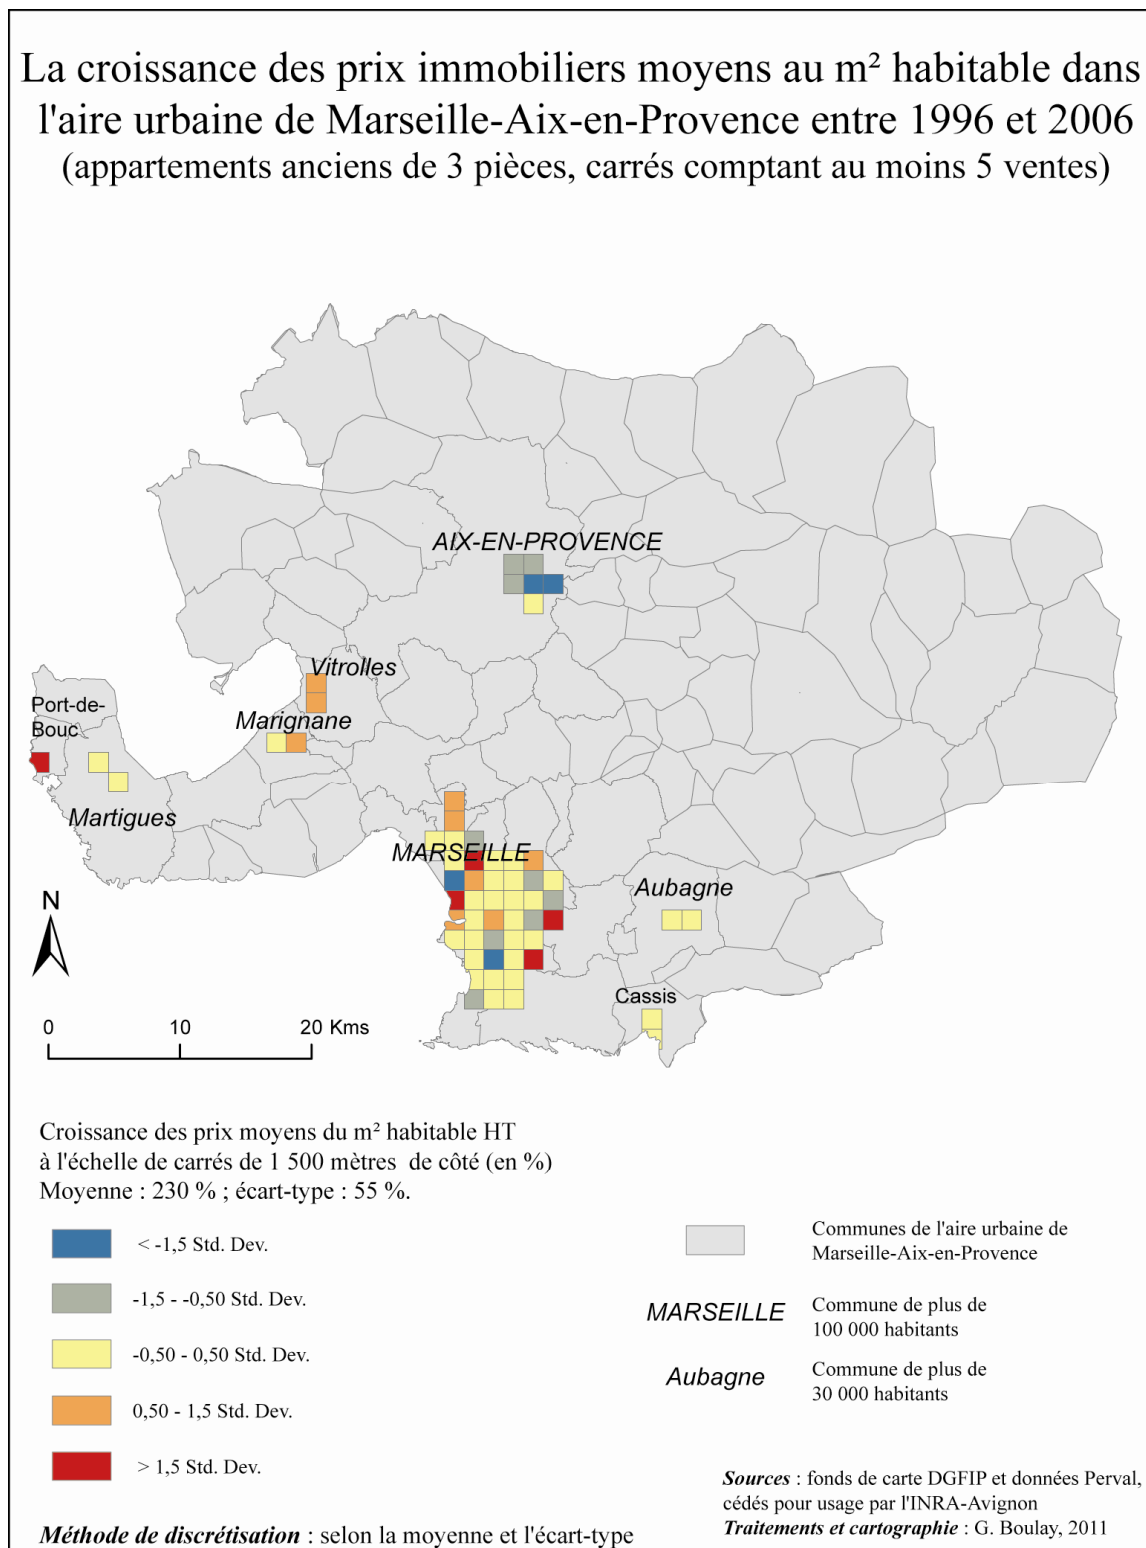 La croissance des prix immobiliers moyens au m² habitable dans
l'aire urbaine de Marseille-Aix-en-Provence entre 1996 et 2006
(appartements anciens de 3 pièces, carrés comptant au moins 5 ventes)
AIX-EN-PROVENCE
Vitrolles
Port-de-
Bouc
Marignane
Martigues
MARSEILLE
Aubagne
Cassis
N
0 10 20 Kms
Croissance des prix moyens du m² habitable HT
à l'échelle de carrés de 1 500 mètres de côté (en %)
Moyenne : 230 % ; écart-type : 55 %.
< -1,5 Std. Dev.
-1,5 - -0,50 Std. Dev.
-0,50 - 0,50 Std. Dev.
0,50 - 1,5 Std. Dev.
> 1,5 Std. Dev.
Communes de l'aire urbaine de
Marseille-Aix-en-Provence
MARSEILLE
Commune de plus de
100 000 habitants
Aubagne
Commune de plus de
30 000 habitants
Sources : fonds de carte DGFIP et données Perval,
cédés pour usage par l'INRA-Avignon
Traitements et cartographie : G. Boulay, 2011
Méthode de discrétisation : selon la moyenne et l'écart-type